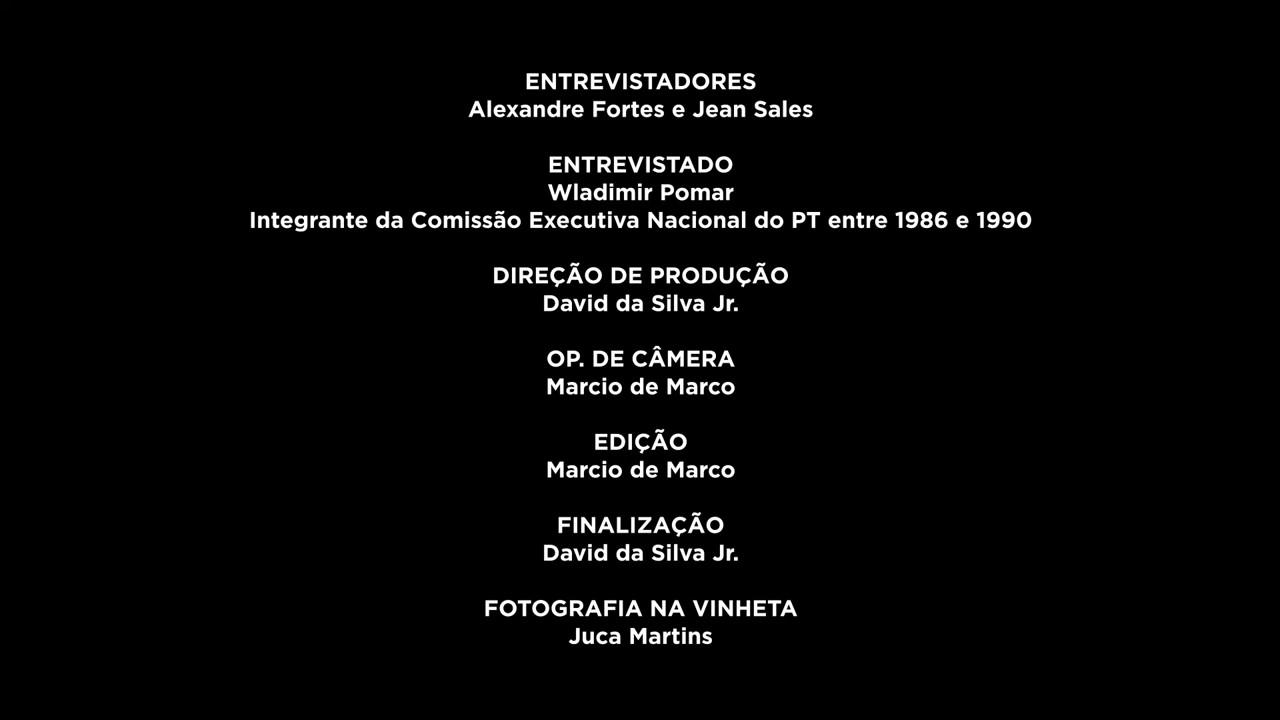 ENTREVISTADORES
Alexandre Fortes e Jean Sales
ENTREVISTADO
Wladimir Pomar
Integrante da Comissão Executiva Nacional do PT entre 1986 e 1990
DIREÇÃO DE PRODUÇÃO
David da Silva Jr.
OP. DE CÂMERA
Marcio de Marco
EDIÇÃO
Marcio de Marco
FINALIZAÇÃO
David da Silva Jr.
FOTOGRAFIA NA VINHETA
Juca Martins